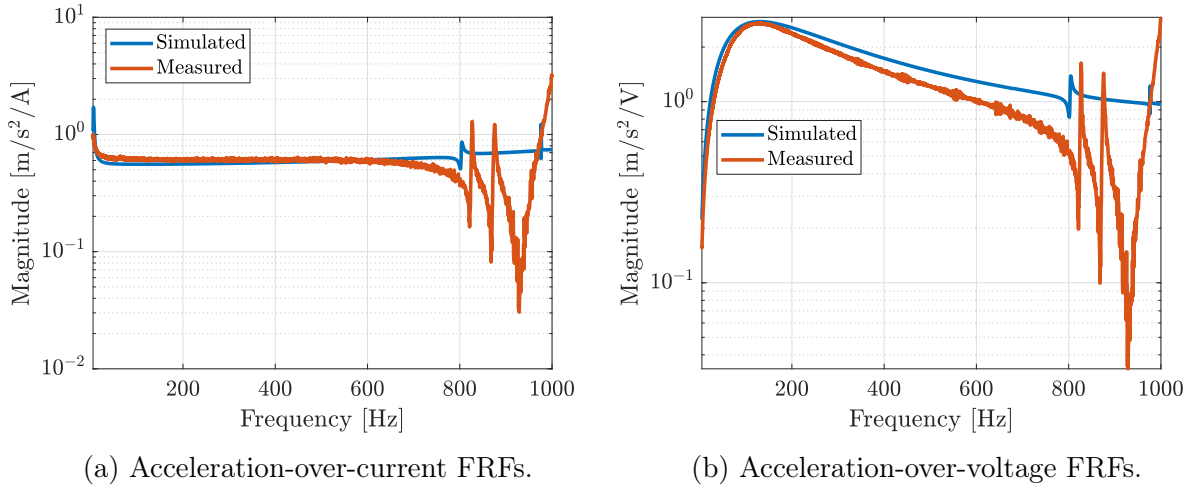 10^1
10^0
10^-1
10^-2
Magnitude [m/s^2/A]
Simulated
Measured
200 400 600 800 1000
Frequency [Hz]
(a) Acceleration-over-current FRFs.
10^0
10^-1
Magnitude [m/s^2/V]
Simulated
Measured
200 400 600 800 1000
Frequency [Hz]
(b) Acceleration-over-voltage FRFs.